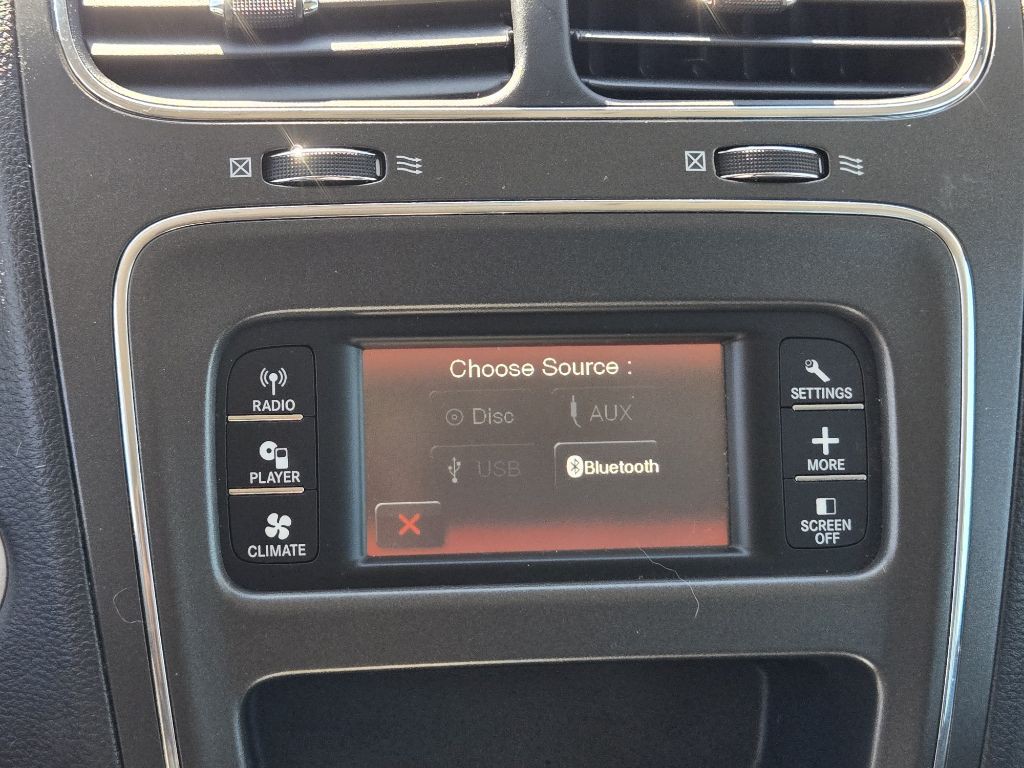 Choose Source :
Disc
AUX
USB
Bluetooth
RADIO
PLAYER
CLIMATE
SETTINGS
MORE
SCREEN
OFF